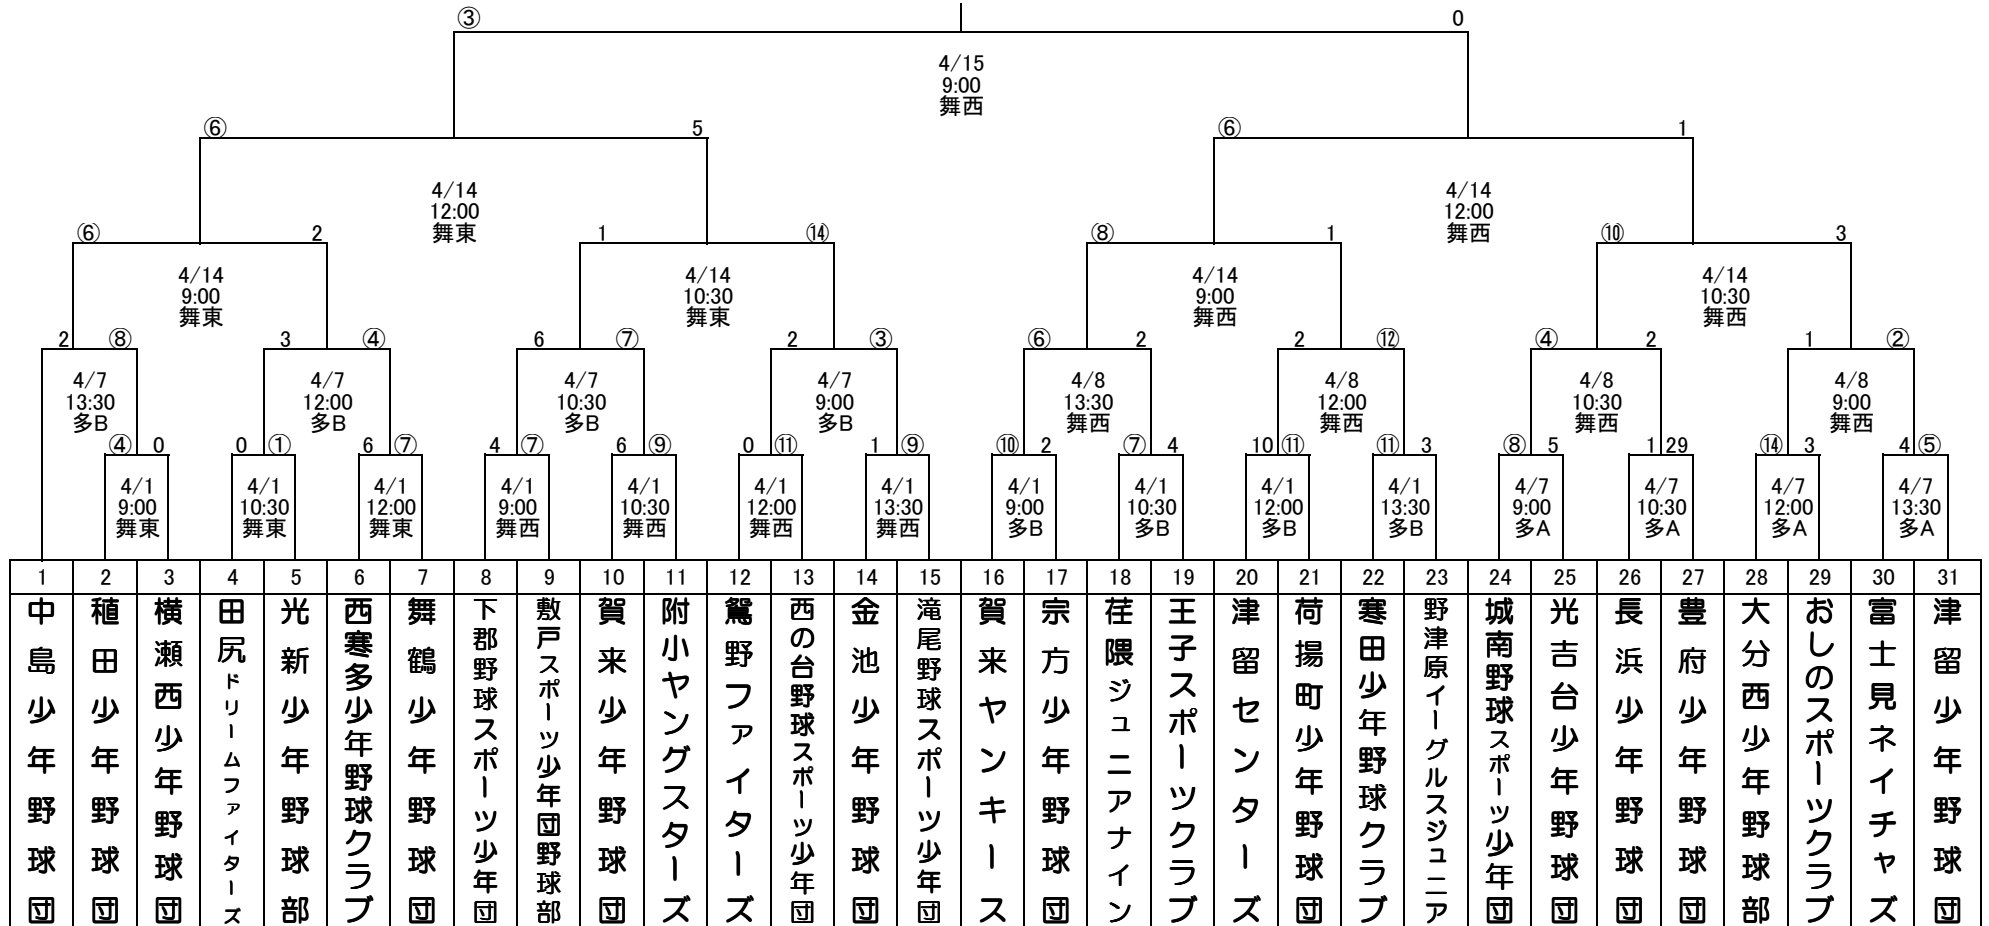 ③ 0
4/15
9:00
舞西
⑥ 5 ⑥ 1
4/14 4/14
12:00 12:00
舞東 舞西
⑥ 2 1 ⑭ ⑧ 1 ⑩ 3
4/14 4/14 4/14 4/14
9:00 10:30 9:00 10:30
舞東 舞東 舞西 舞西
2 ⑧ 3 ④ 6 ⑦ 2 ③ ⑥ 2 2 ⑫ ④ 2 1 ②
4/7 4/7 4/7 4/7 4/8 4/8 4/8 4/8
13:30 12:00 10:30 9:00 13:30 12:00 10:30 9:00
多B 多B 多B 多B 舞西 舞西 舞西 舞西
④ 0 0 ① 6 ⑦ 4 ⑦ 6 ⑨ 0 ⑪ 1 ⑨ ⑩ 2 ⑦ 4 10 ⑪ ⑪ 3 ⑧ 5 1 29 ⑭ 3 4 ⑤
4/1 4/1 4/1 4/1 4/1 4/1 4/1 4/1 4/1 4/1 4/1 4/7 4/7 4/7 4/7
9:00 10:30 12:00 9:00 10:30 12:00 13:30 9:00 10:30 12:00 13:30 9:00 10:30 12:00 13:30
舞東 舞東 舞東 舞西 舞西 舞西 舞西 多B 多B 多B 多B 多A 多A 多A 多A
1 2 3 4 5 6 7 8 9 10 11 12 13 14 15 16 17 18 19 20 21 22 23 24 25 26 27 28 29 30 31
中島少年野球団
稙田少年野球団
横瀬西少年野球団
田尻ドリームファイターズ
光新少年野球部
西寒多少年野球クラブ
舞鶴少年野球団
下郡野球スポーツ少年団
敷戸スポーツ少年団野球部
賀来少年野球団
附小ヤングスターズ
鴛野ファイターズ
西の台野球スポーツ少年団
金池少年野球団
滝尾野球スポーツ少年団
賀来ヤンキース
宗方少年野球団
荏隈ジュニアナイン
王子スポーツクラブ
津留センターズ
荷揚町少年野球団
寒田少年野球クラブ
野津原イーグルスジュニア
城南野球スポーツ少年団
光吉台少年野球団
長浜少年野球団
豊府少年野球団
大分西少年野球部
おしのスポーツクラブ
富士見ネイチャズ
津留少年野球団